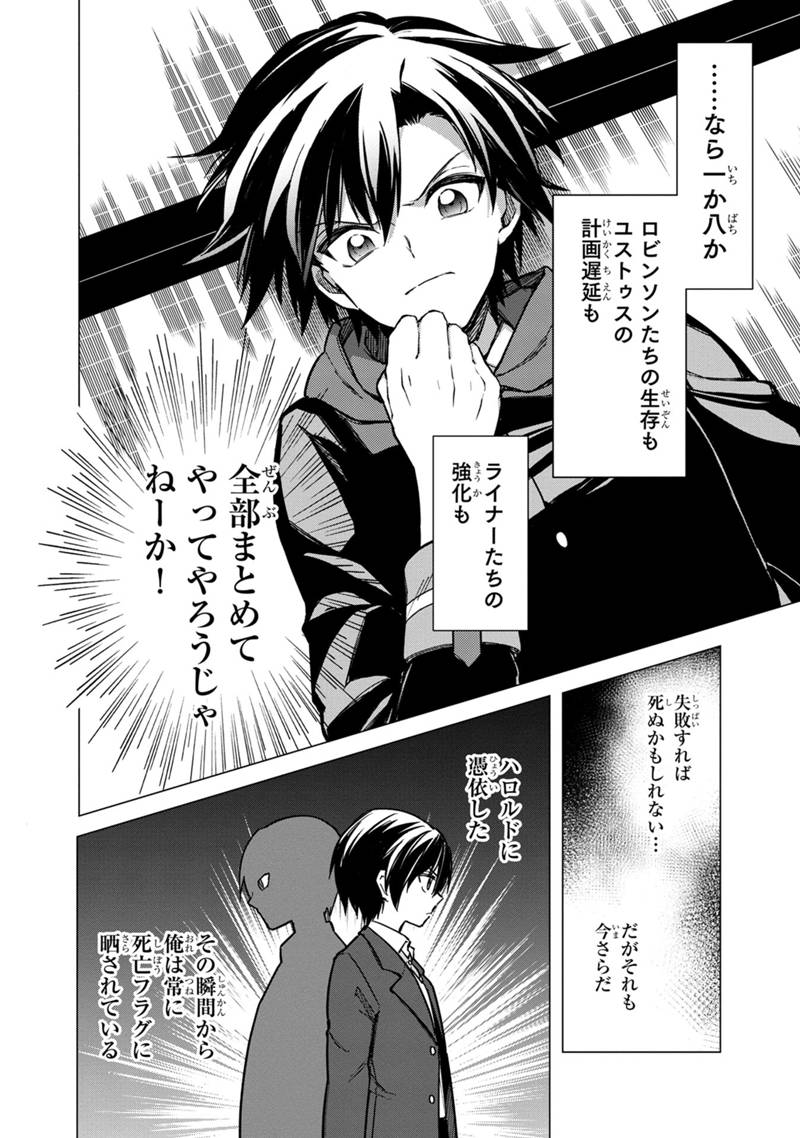 ……なら一か八か
ロビンソンたちの生存も
ユストゥスの
計画遅延も
ライナーたちの
強化も
全部まとめて
やってやろうじゃ
ねーか！
失敗すれば
死ぬかもしれない…
だがそれも
今さらだ
ハロルドに
憑依した
その瞬間から
俺は常に
死亡フラグに
晒されている